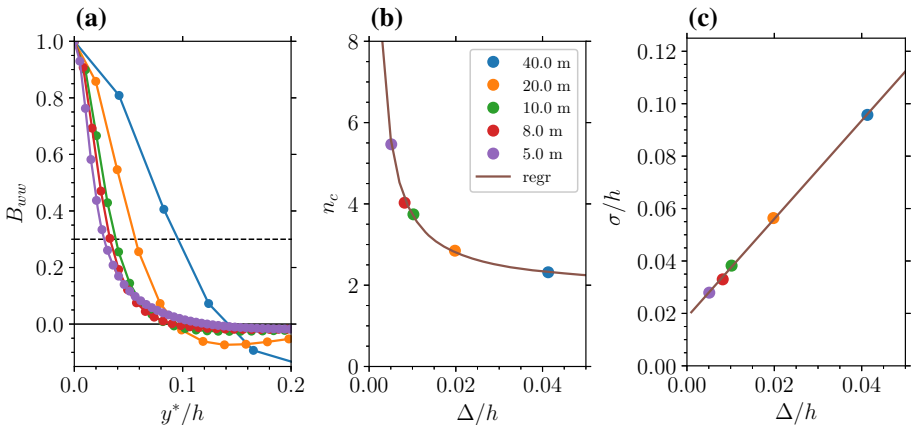 (a)
(b)
(c)
1.0
0.8
0.6
0.4
0.2
0.0
B_ww
0.0
0.1
0.2
y*/h
8
6
4
2
0
n_c
40.0 m
20.0 m
10.0 m
8.0 m
5.0 m
regr
0.00
0.02
0.04
Δ/h
0.12
0.10
0.08
0.06
0.04
0.02
0.00
σ/h
0.00
0.02
0.04
Δ/h